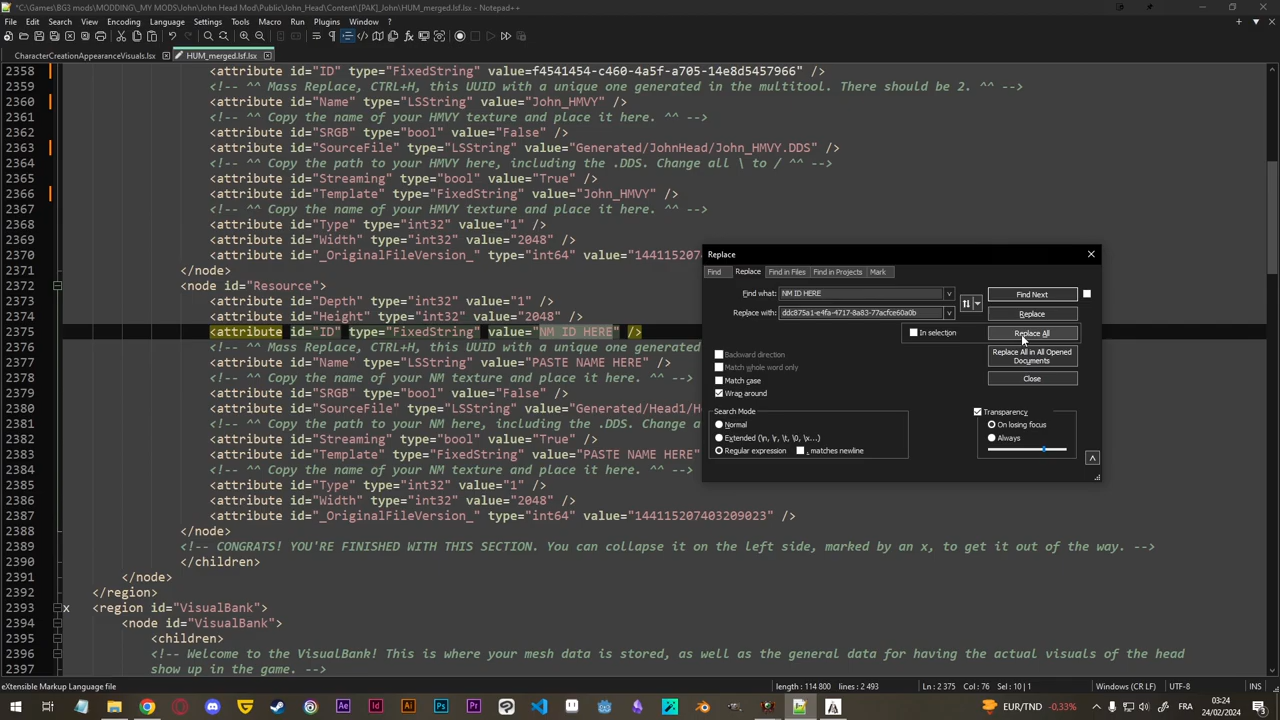 *C:\Games\BG3 mods\MODDING\_MY MODS\John\John Head Mod\Public\John_Head\Content\[PAK]_John\HUM_merged.lsf.lsx - Notepad++
File Edit Search View Encoding Language Settings Tools Macro Run Plugins Window ?
CharacterCreationAppearanceVisuals.lsx HUM_merged.lsf.lsx
2358 <attribute id="ID" type="FixedString" value=f4541454-c460-4a5f-a705-14e8d5457966" />
2359 <!-- ^^ Mass Replace, CTRL+H, this UUID with a unique one generated in the multitool. There should be 2. ^^ -->
2360 <attribute id="Name" type="LSString" value="John_HMVY" />
2361 <!-- ^^ Copy the name of your HMVY texture and place it here. ^^ -->
2362 <attribute id="SRGB" type="bool" value="False" />
2363 <attribute id="SourceFile" type="LSString" value="Generated/JohnHead/John_HMVY.DDS" />
2364 <!-- ^^ Copy the path to your HMVY here, including the .DDS. Change all \ to / ^^ -->
2365 <attribute id="Streaming" type="bool" value="True" />
2366 <attribute id="Template" type="FixedString" value="John_HMVY" />
2367 <!-- ^^ Copy the name of your HMVY texture and place it here. ^^ -->
2368 <attribute id="Type" type="int32" value="1" />
2369 <attribute id="Width" type="int32" value="2048" />
2370 <attribute id="_OriginalFileVersion_" type="int64" value="144115207
2371 </node>
2372 <node id="Resource">
2373 <attribute id="Depth" type="int32" value="1" />
2374 <attribute id="Height" type="int32" value="2048" />
2375 <attribute id="ID" type="FixedString" value="NM ID HERE" />
2376 <!-- ^^ Mass Replace, CTRL+H, this UUID with a unique one generated
2377 <attribute id="Name" type="LSString" value="PASTE NAME HERE" />
2378 <!-- ^^ Copy the name of your NM texture and place it here. ^^ -->
2379 <attribute id="SRGB" type="bool" value="False" />
2380 <attribute id="SourceFile" type="LSString" value="Generated/Head1/H
2381 <!-- ^^ Copy the path to your NM here, including the .DDS. Change a
2382 <attribute id="Streaming" type="bool" value="True" />
2383 <attribute id="Template" type="FixedString" value="PASTE NAME HERE"
2384 <!-- ^^ Copy the name of your NM texture and place it here. ^^ -->
2385 <attribute id="Type" type="int32" value="1" />
2386 <attribute id="Width" type="int32" value="2048" />
2387 <attribute id="_OriginalFileVersion_" type="int64" value="144115207403209023" />
2388 </node>
2389 <!-- CONGRATS! YOU'RE FINISHED WITH THIS SECTION. You can collapse it on the left side, marked by an x, to get it out of the way. -->
2390 </children>
2391 </node>
2392 </region>
2393 x <region id="VisualBank">
2394 <node id="VisualBank">
2395 <children>
2396 <!-- Welcome to the VisualBank! This is where your mesh data is stored, as well as the general data for having the actual visuals of the head
2397 show up in the game. -->
Replace
Find Replace Find in Files Find in Projects Mark
Find what: NM ID HERE Find Next
Replace with: ddc875a1-e4fa-4717-8a83-77acfce60a0b Replace
In selection Replace All
Replace All in All Opened Documents
Close
Backward direction
Match whole word only
Match case
Wrap around
Search Mode
Normal
Extended (\n, \r, \t, \0, \x...)
Regular expression . matches newline
Transparency
On losing focus
Always
eXtensible Markup Language file length : 114 800 lines : 2 493 Ln : 2 375 Col : 76 Sel : 10 | 1 Windows (CR LF) UTF-8 INS
Ae Id Ai Ps Pr EUR/TND -0,33% FRA 03:24
24/02/2024